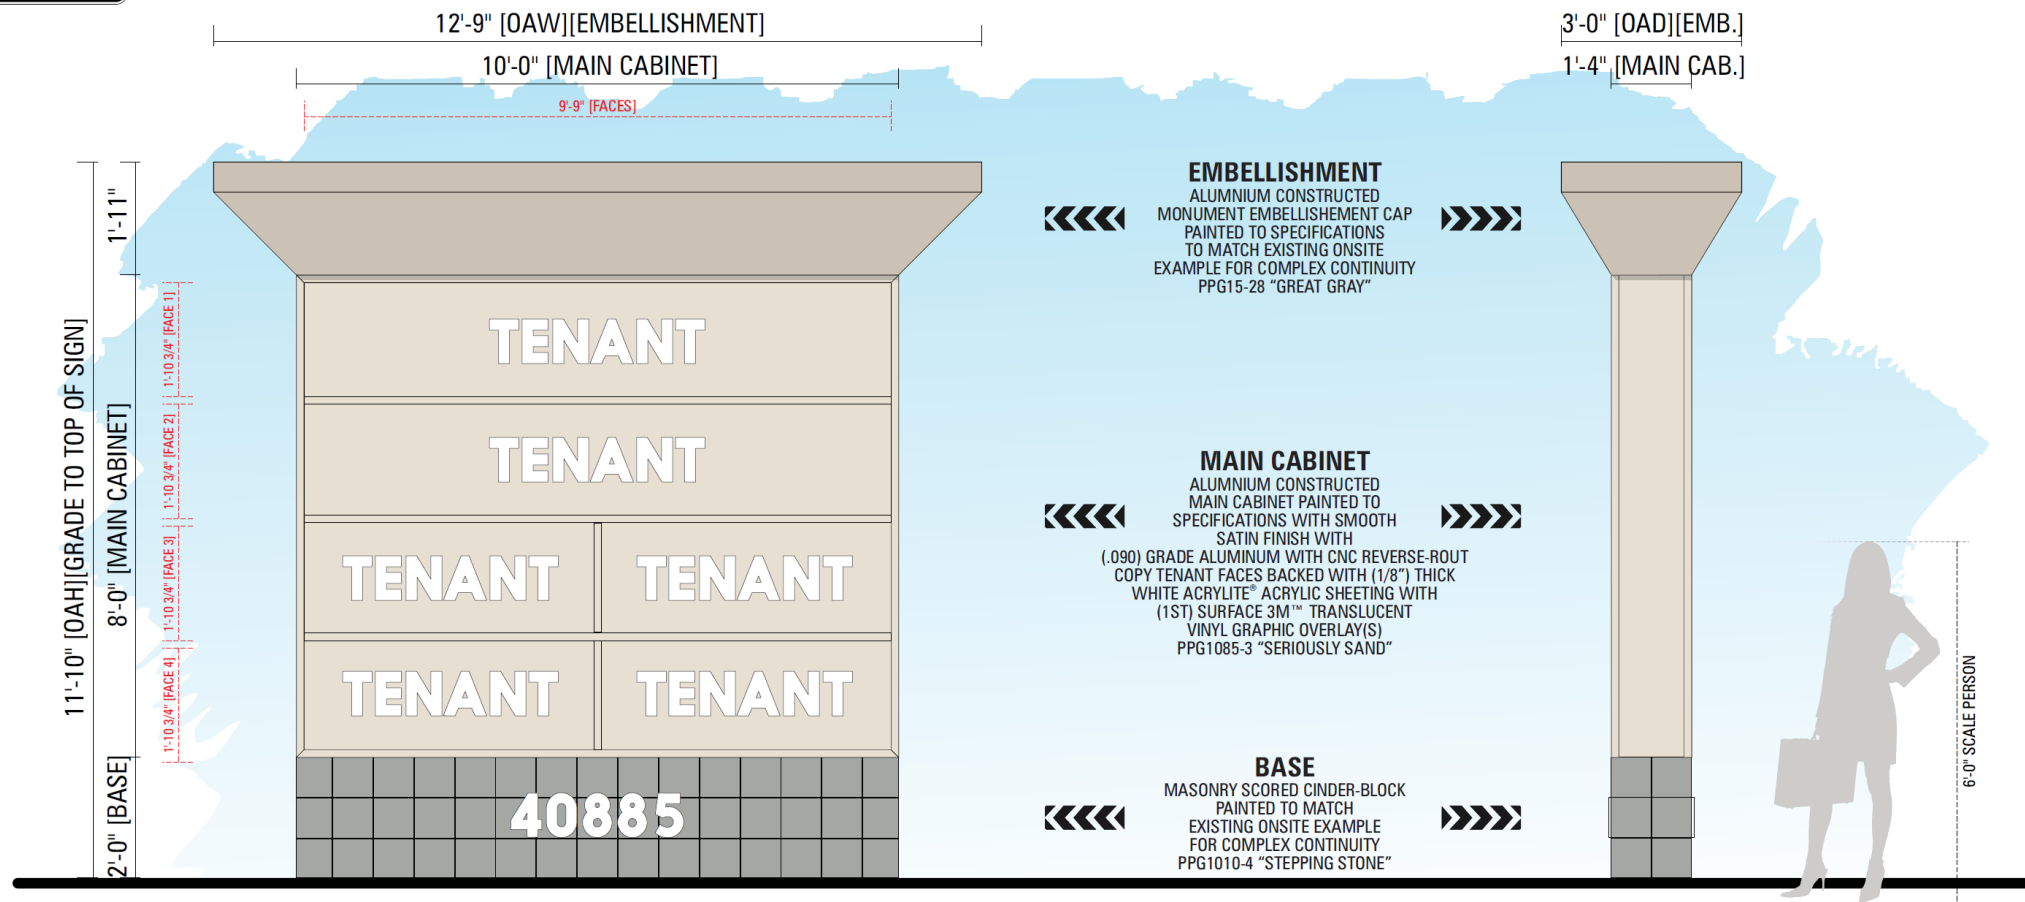 12'-9" [OAW][EMBELLISHMENT]
10'-0" [MAIN CABINET]
9'-9" [FACES]
3'-0" [OAD][EMB.]
1'-4" [MAIN CAB.]
11'-10" [OAH][GRADE TO TOP OF SIGN]
1'-11"
8'-0" [MAIN CABINET]
2'-0" [BASE]
1'-10 3/4" [FACE 1]
1'-10 3/4" [FACE 2]
1'-10 3/4" [FACE 3]
1'-10 3/4" [FACE 4]
TENANT
TENANT
TENANT TENANT
TENANT TENANT
40885
EMBELLISHMENT
ALUMNIUM CONSTRUCTED
MONUMENT EMBELLISHEMENT CAP
PAINTED TO SPECIFICATIONS
TO MATCH EXISTING ONSITE
EXAMPLE FOR COMPLEX CONTINUITY
PPG15-28 “GREAT GRAY”
MAIN CABINET
ALUMNIUM CONSTRUCTED
MAIN CABINET PAINTED TO
SPECIFICATIONS WITH SMOOTH
SATIN FINISH WITH
(.090) GRADE ALUMINUM WITH CNC REVERSE-ROUT
COPY TENANT FACES BACKED WITH (1/8”) THICK
WHITE ACRYLITE® ACRYLIC SHEETING WITH
(1ST) SURFACE 3M™ TRANSLUCENT
VINYL GRAPHIC OVERLAY(S)
PPG1085-3 “SERIOUSLY SAND”
BASE
MASONRY SCORED CINDER-BLOCK
PAINTED TO MATCH
EXISTING ONSITE EXAMPLE
FOR COMPLEX CONTINUITY
PPG1010-4 “STEPPING STONE”
6'-0" SCALE PERSON